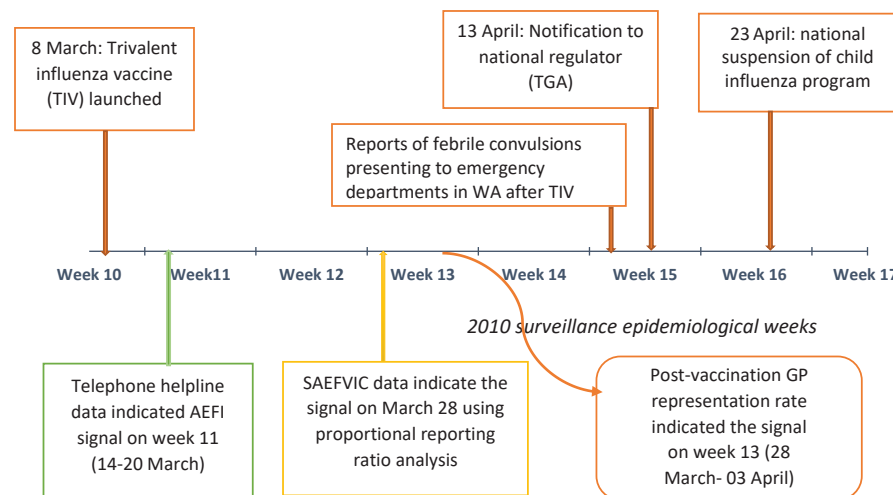 8 March: Trivalent
influenza vaccine
(TIV) launched
13 April: Notification to
national regulator
(TGA)
23 April: national
suspension of child
influenza program
Reports of febrile convulsions
presenting to emergency
departments in WA after TIV
Week 10
Week11
Week 12
Week 13
Week 14
Week 15
Week 16
Week 17
2010 surveillance epidemiological weeks
Telephone helpline
data indicated AEFI
signal on week 11
(14-20 March)
SAEFVIC data indicate the
signal on March 28 using
proportional reporting
ratio analysis
Post-vaccination GP
representation rate
indicated the signal
on week 13 (28
March- 03 April)